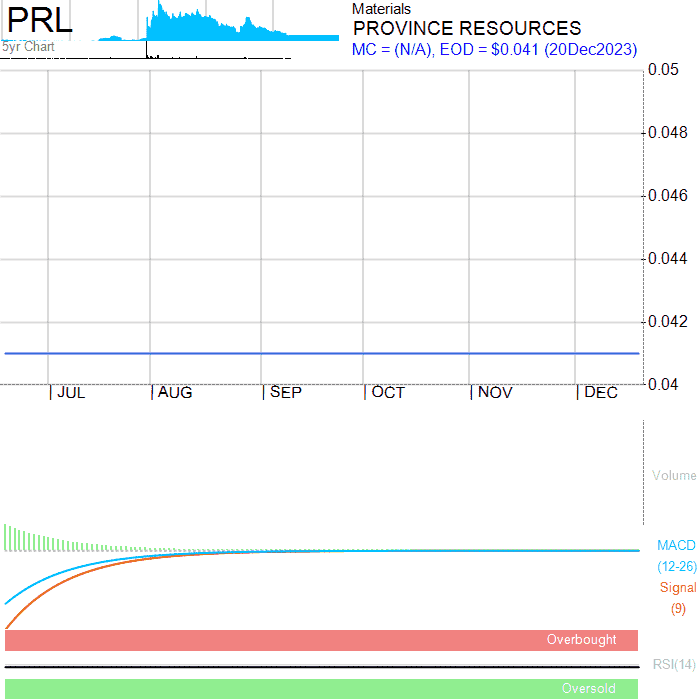 PRL
5yr Chart
Materials
PROVINCE RESOURCES
MC = (N/A), EOD = $0.041 (20Dec2023)
0.05
0.048
0.046
0.044
0.042
0.04
JUL AUG SEP OCT NOV DEC
Volume
MACD
(12-26)
Signal
(9)
Overbought
RSI(14)
Oversold